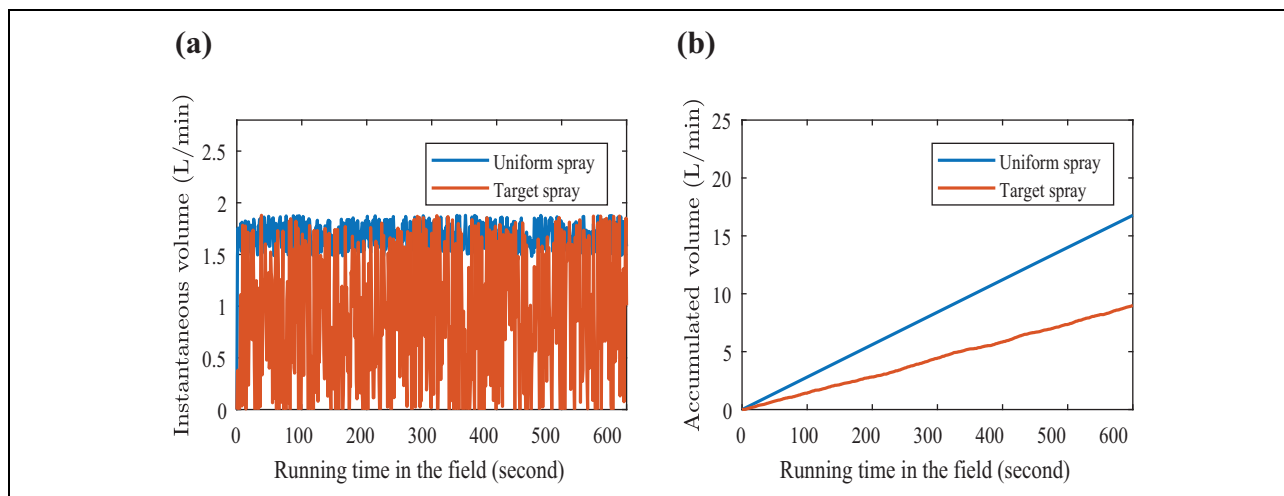 (a)
Instantaneous volume (L/min)
2.5
2
1.5
1
0.5
0
Uniform spray
Target spray
0 100 200 300 400 500 600
Running time in the field (second)
(b)
Accumulated volume (L/min)
25
20
15
10
5
0
Uniform spray
Target spray
0 100 200 300 400 500 600
Running time in the field (second)